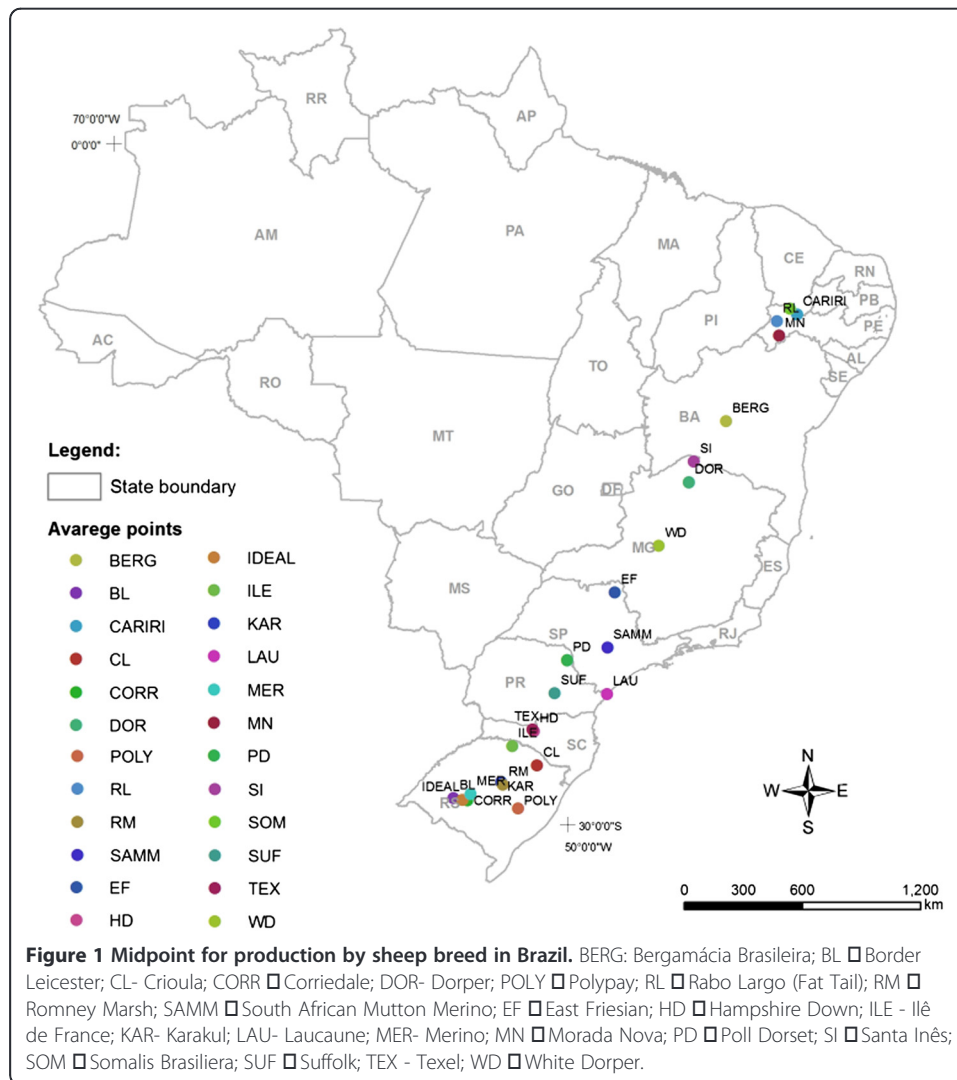 RR
AP
70°0'0"W
0°0'0"
AM
PA
MA
CE
RN
CARIRI
RL
PB
MN
PE
PI
AC
AL
TO
SE
RO
BA
BERG
MT
SI
Legend:
DOR
State boundary
GO
DF
Avarege points
WD
MG
BERG
IDEAL
ES
BL
ILE
MS
EF
CARIRI
KAR
SP
SAMM
RJ
CL
LAU
PD
CORR
MER
PR
SUF
LAU
DOR
MN
TEX
HD
POLY
PD
ILE
SC
CL
N
RL
SI
RM
MER
KAR
W
E
IDEAL
BL
RS
CORR
POLY
S
RM
SOM
30°0'0"S
50°0'0"W
SAMM
SUF
EF
TEX
0 300 600 1,200
km
HD
WD
Figure 1 Midpoint for production by sheep breed in Brazil. BERG: Bergamácia Brasileira; BL □ Border
Leicester; CL- Crioula; CORR □ Corriedale; DOR- Dorper; POLY □ Polypay; RL □ Rabo Largo (Fat Tail); RM □
Romney Marsh; SAMM □ South African Mutton Merino; EF □ East Friesian; HD □ Hampshire Down; ILE - Ilê
de France; KAR- Karakul; LAU- Laucaune; MER- Merino; MN □ Morada Nova; PD □ Poll Dorset; SI □ Santa Inês;
SOM □ Somalis Brasiliera; SUF □ Suffolk; TEX - Texel; WD □ White Dorper.